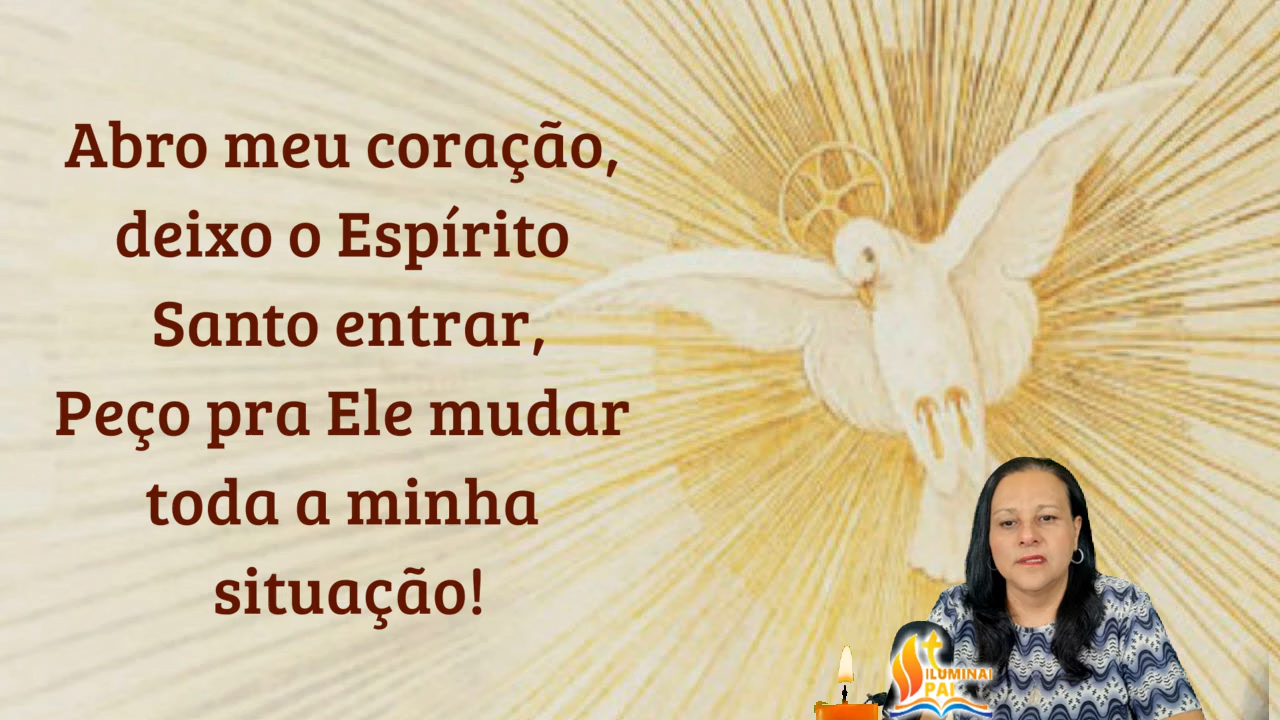 Abro meu coração,
deixo o Espírito
Santo entrar,
Peço pra Ele mudar
toda a minha
situação!
ILUMINAI
PAI